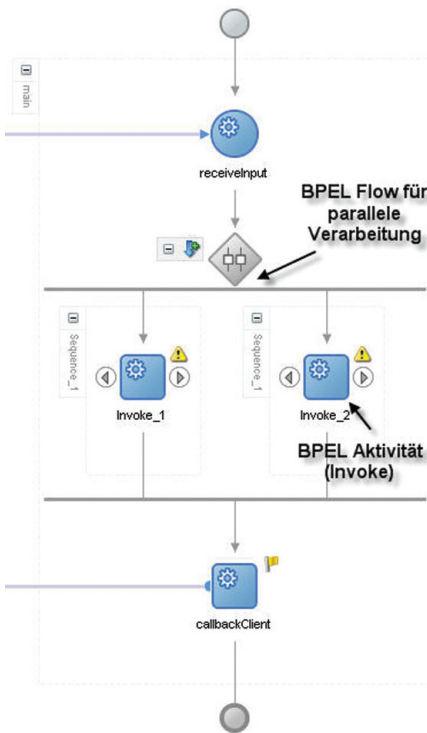 main
receiveInput
BPEL Flow für
parallele
Verarbeitung
Sequence_1
Sequence_1
Invoke_1
Invoke_2
BPEL Aktivität
(Invoke)
callbackClient